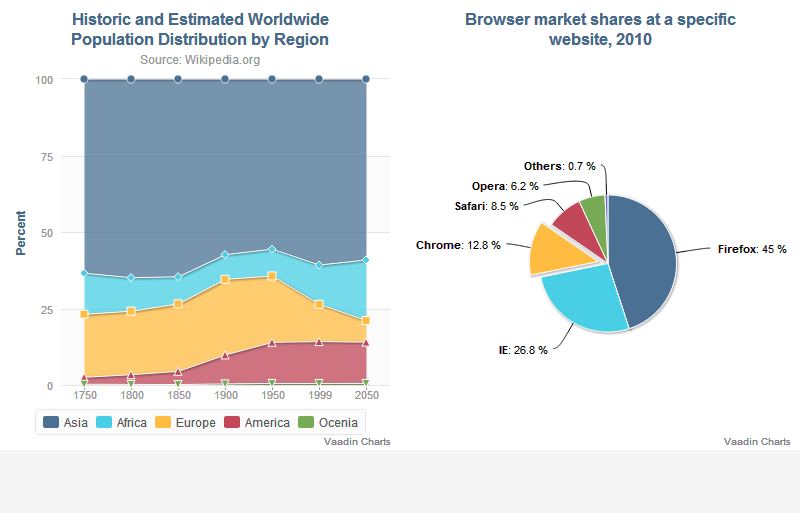 Historic and Estimated Worldwide
Population Distribution by Region
Source: Wikipedia.org
Percent
100
75
50
25
0
1750 1800 1850 1900 1950 1999 2050
Asia Africa Europe America Ocenia
Vaadin Charts
Browser market shares at a specific
website, 2010
Others: 0.7 %
Opera: 6.2 %
Safari: 8.5 %
Chrome: 12.8 %
Firefox: 45 %
IE: 26.8 %
Vaadin Charts